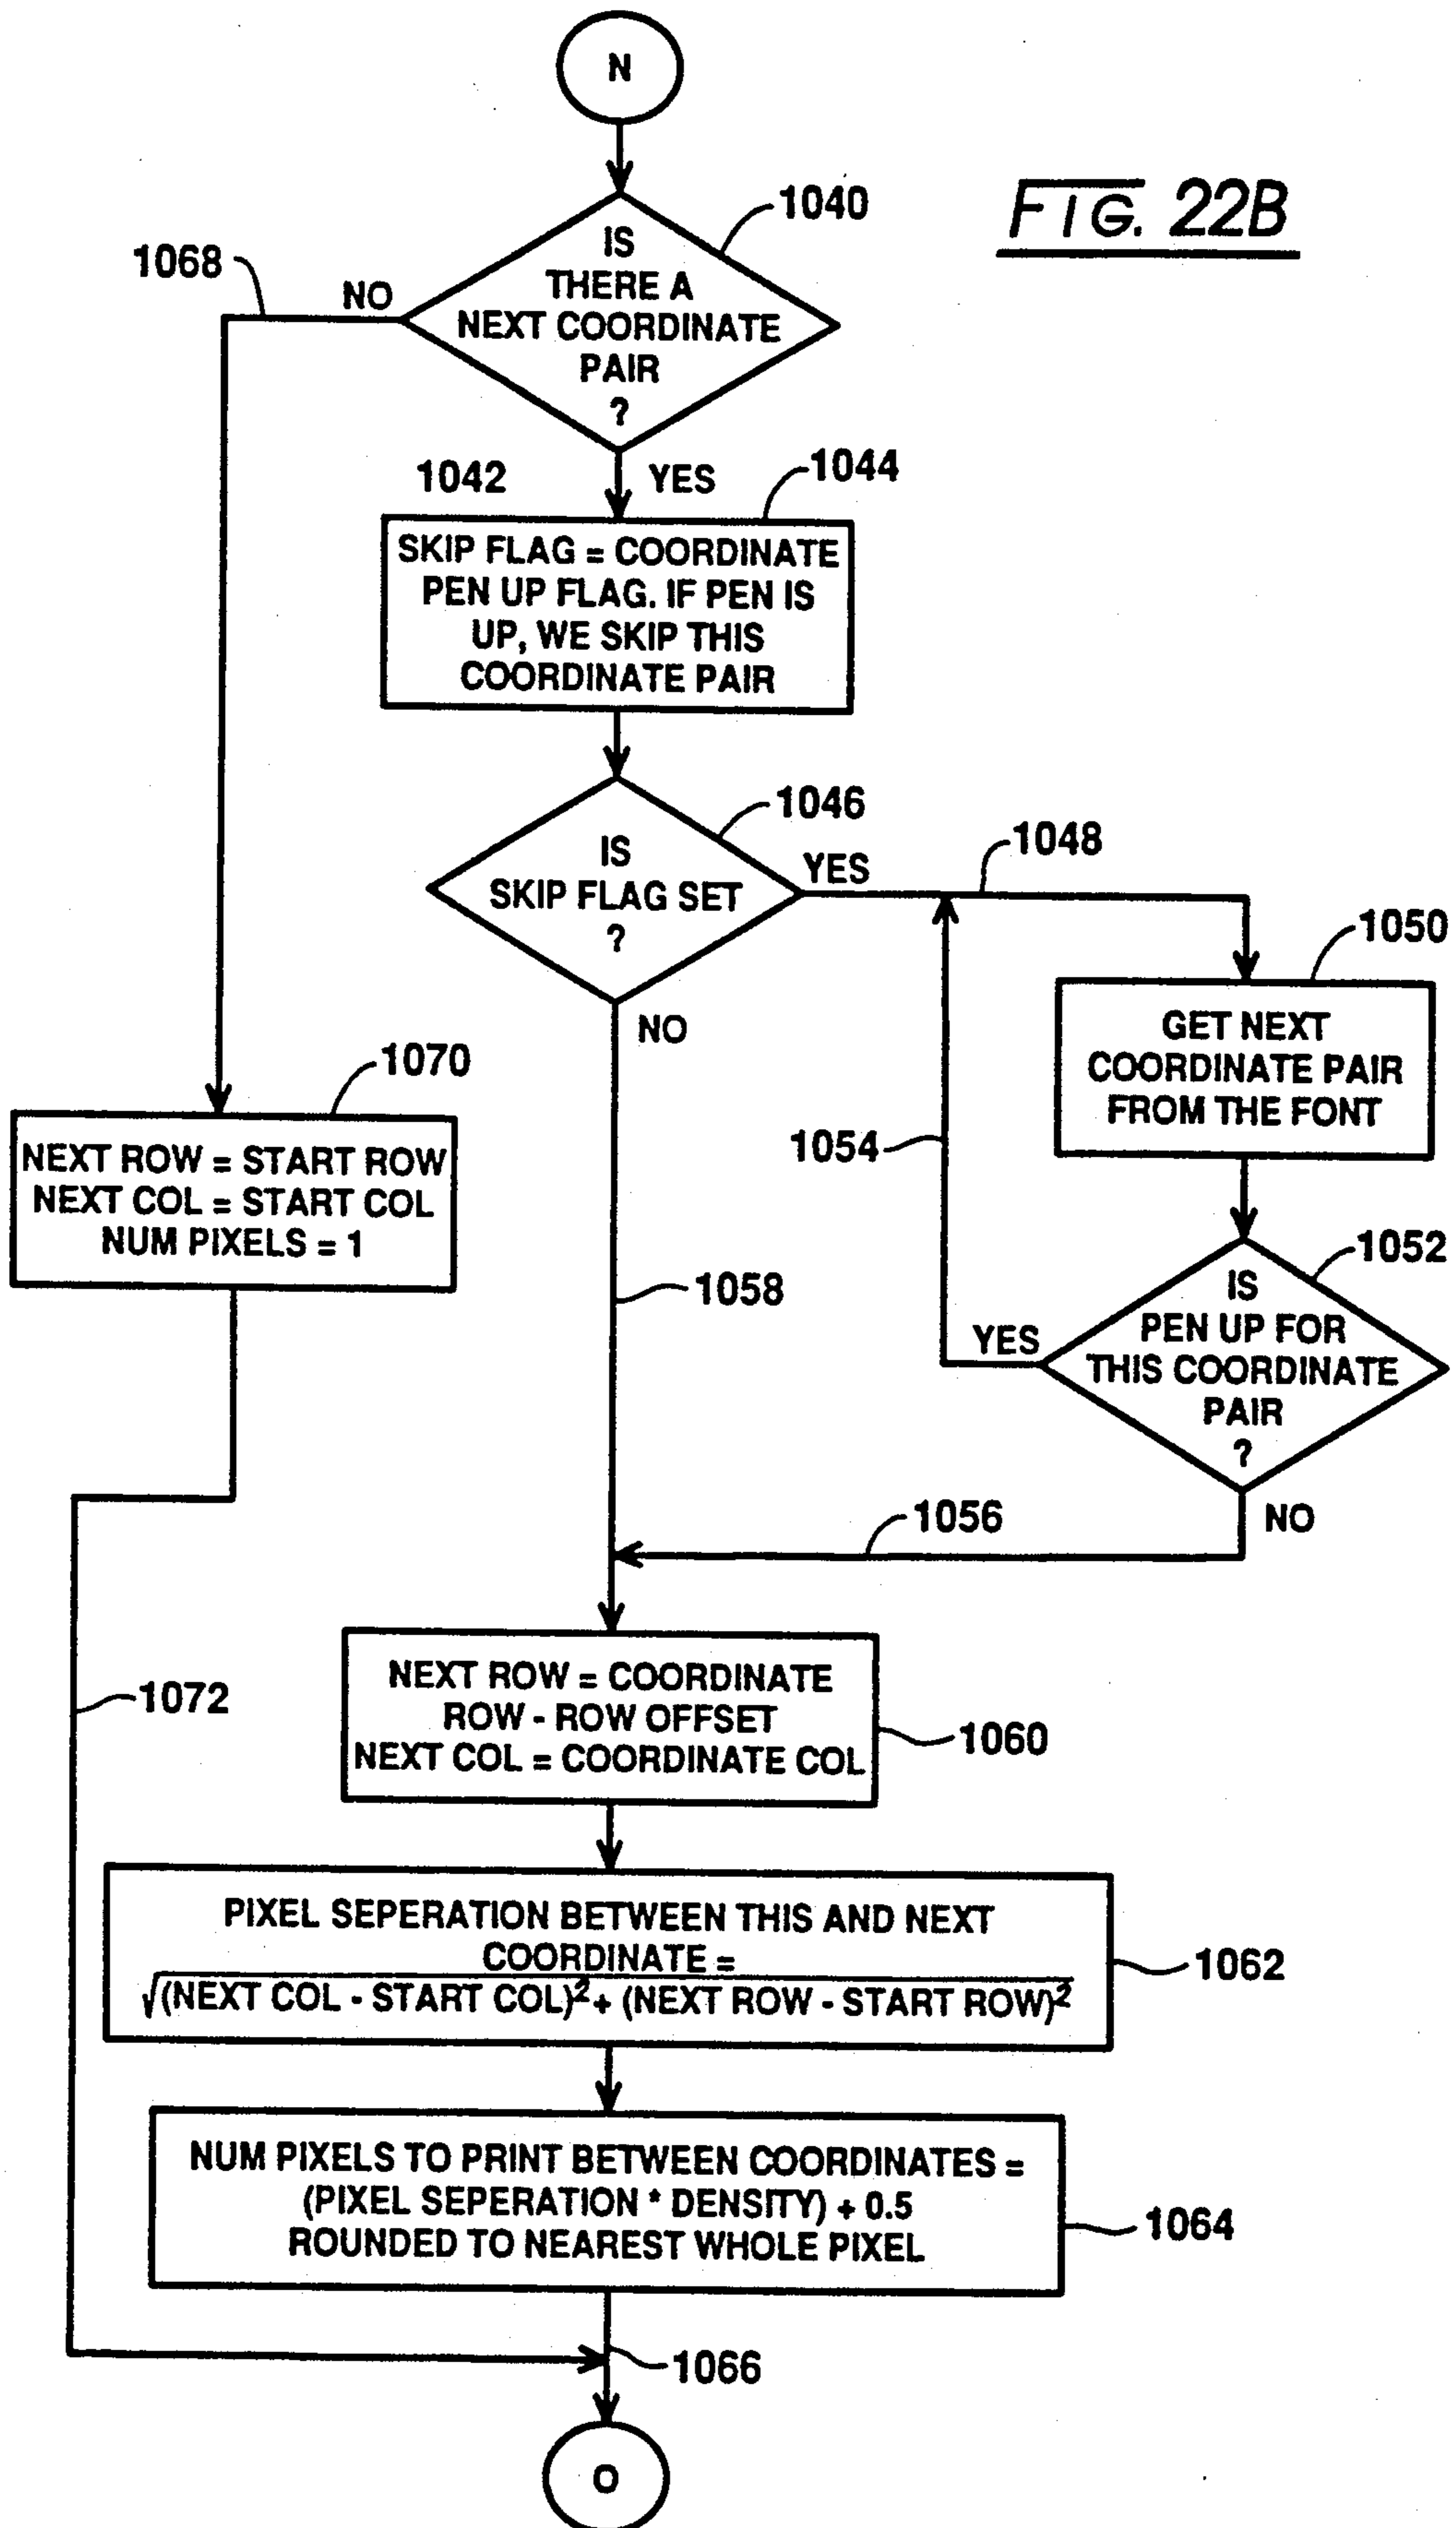 N
FIG. 22B
1040
1068
NO
IS
THERE A
NEXT COORDINATE
PAIR
?
1042
YES
1044
SKIP FLAG = COORDINATE
PEN UP FLAG. IF PEN IS
UP, WE SKIP THIS
COORDINATE PAIR
1046
IS
SKIP FLAG SET
?
YES
1048
NO
1050
GET NEXT
COORDINATE PAIR
FROM THE FONT
1070
NEXT ROW = START ROW
NEXT COL = START COL
NUM PIXELS = 1
1054
1052
IS
PEN UP FOR
THIS COORDINATE
PAIR
?
YES
1058
NO
1056
NEXT ROW = COORDINATE
ROW - ROW OFFSET
NEXT COL = COORDINATE COL
1060
1072
PIXEL SEPERATION BETWEEN THIS AND NEXT
COORDINATE =
√(NEXT COL - START COL)² + (NEXT ROW - START ROW)²
1062
NUM PIXELS TO PRINT BETWEEN COORDINATES =
(PIXEL SEPERATION * DENSITY) + 0.5
ROUNDED TO NEAREST WHOLE PIXEL
1064
1066
O